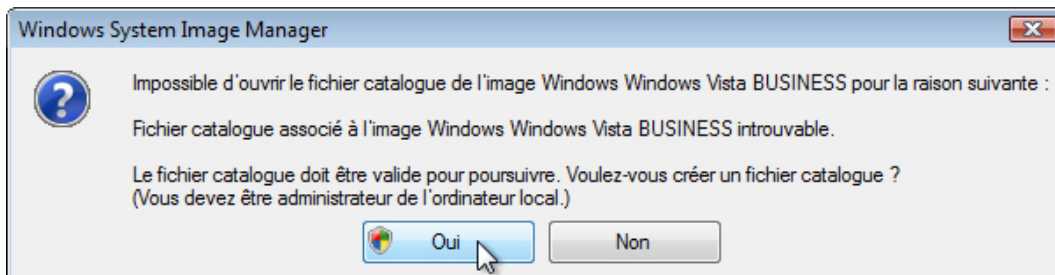 Windows System Image Manager
Impossible d'ouvrir le fichier catalogue de l'image Windows Windows Vista BUSINESS pour la raison suivante :
Fichier catalogue associé à l'image Windows Windows Vista BUSINESS introuvable.
Le fichier catalogue doit être valide pour poursuivre. Voulez-vous créer un fichier catalogue ?
(Vous devez être administrateur de l'ordinateur local.)
Oui
Non